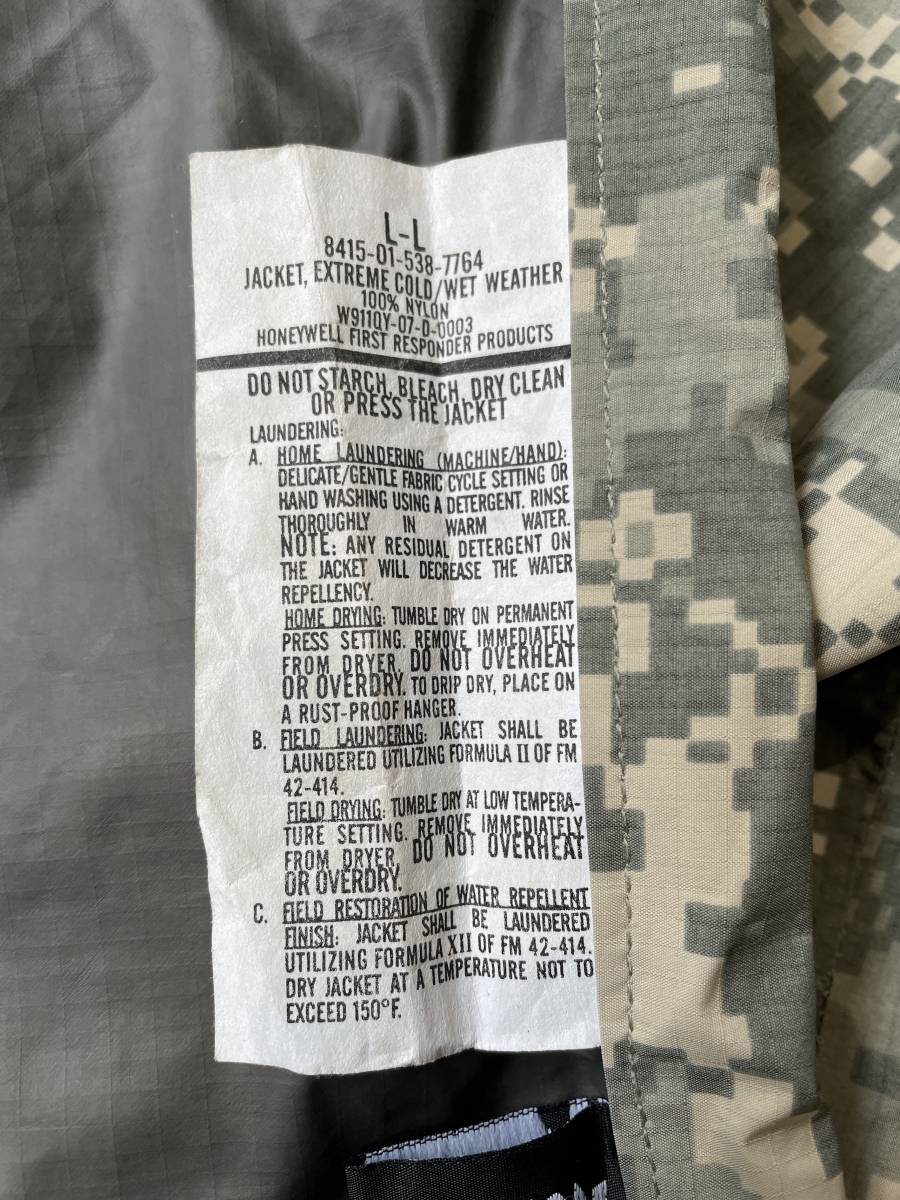 L-L
8415-01-538-7764
JACKET, EXTREME COLD/WET WEATHER
100% NYLON
W911QY-07-D-0003
HONEYWELL FIRST RESPONDER PRODUCTS
DO NOT STARCH, BLEACH, DRY CLEAN
OR PRESS THE JACKET
LAUNDERING:
A. HOME LAUNDERING (MACHINE/HAND):
DELICATE/GENTLE FABRIC CYCLE SETTING OR
HAND WASHING USING A DETERGENT. RINSE
THOROUGHLY IN WARM WATER.
NOTE: ANY RESIDUAL DETERGENT ON
THE JACKET WILL DECREASE THE WATER
REPELLENCY.
HOME DRYING: TUMBLE DRY ON PERMANENT
PRESS SETTING. REMOVE IMMEDIATELY
FROM DRYER, DO NOT OVERHEAT
OR OVERDRY. TO DRIP DRY, PLACE ON
A RUST-PROOF HANGER.
B. FIELD LAUNDERING: JACKET SHALL BE
LAUNDERED UTILIZING FORMULA II OF FM
42-414.
FIELD DRYING: TUMBLE DRY AT LOW TEMPERA-
TURE SETTING. REMOVE IMMEDIATELY
FROM DRYER, DO NOT OVERHEAT
OR OVERDRY.
C. FIELD RESTORATION OF WATER REPELLENT
FINISH: JACKET SHALL BE LAUNDERED
UTILIZING FORMULA XII OF FM 42-414.
DRY JACKET AT A TEMPERATURE NOT TO
EXCEED 150°F.